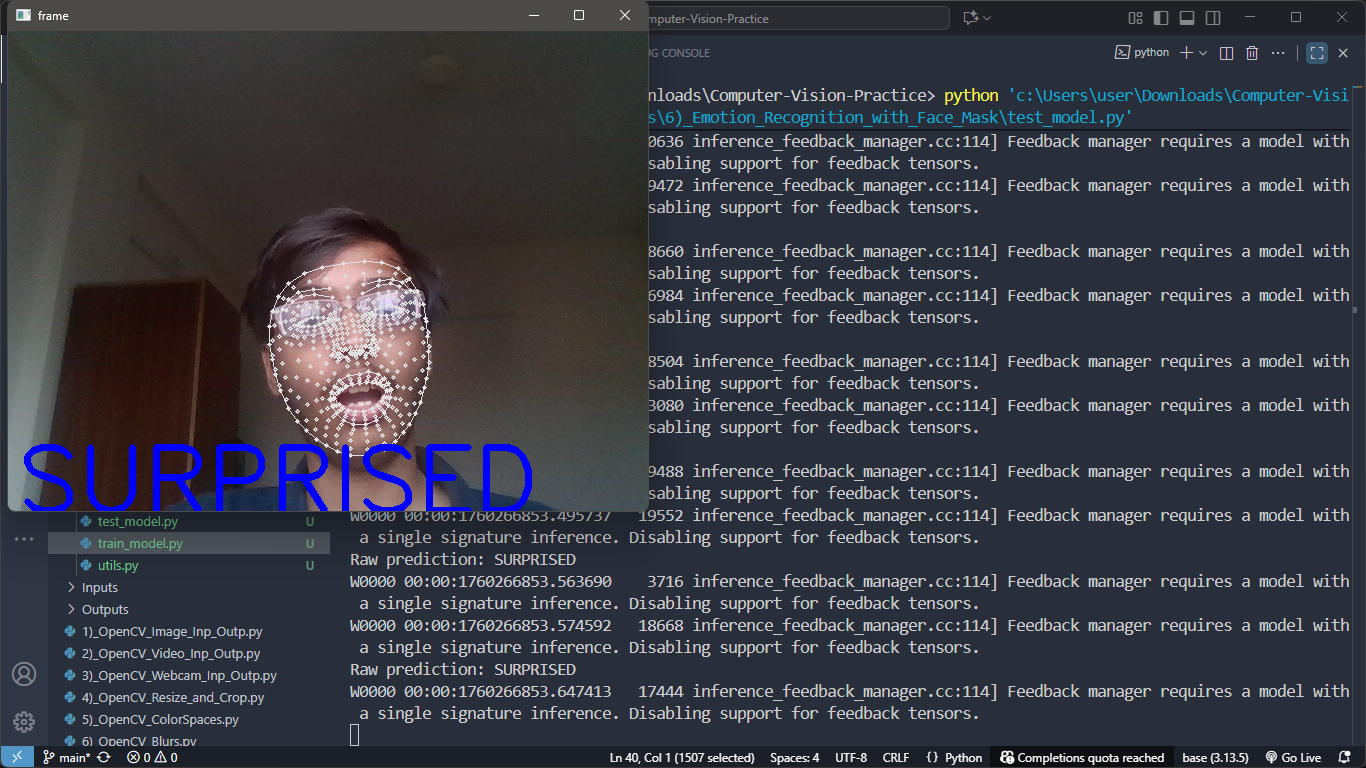 frame
mputer-Vision-Practice
G CONSOLE
python
nloads\Computer-Vision-Practice> python 'c:\Users\user\Downloads\Computer-Visi
s\6)_Emotion_Recognition_with_Face_Mask\test_model.py'
0636 inference_feedback_manager.cc:114] Feedback manager requires a model with
sabling support for feedback tensors.
9472 inference_feedback_manager.cc:114] Feedback manager requires a model with
sabling support for feedback tensors.
8660 inference_feedback_manager.cc:114] Feedback manager requires a model with
sabling support for feedback tensors.
6984 inference_feedback_manager.cc:114] Feedback manager requires a model with
sabling support for feedback tensors.
8504 inference_feedback_manager.cc:114] Feedback manager requires a model with
sabling support for feedback tensors.
3080 inference_feedback_manager.cc:114] Feedback manager requires a model with
sabling support for feedback tensors.
9488 inference_feedback_manager.cc:114] Feedback manager requires a model with
sabling support for feedback tensors.
W0000 00:00:1760266853.495737 19552 inference_feedback_manager.cc:114] Feedback manager requires a model with
a single signature inference. Disabling support for feedback tensors.
Raw prediction: SURPRISED
W0000 00:00:1760266853.563690 3716 inference_feedback_manager.cc:114] Feedback manager requires a model with
a single signature inference. Disabling support for feedback tensors.
W0000 00:00:1760266853.574592 18668 inference_feedback_manager.cc:114] Feedback manager requires a model with
a single signature inference. Disabling support for feedback tensors.
Raw prediction: SURPRISED
W0000 00:00:1760266853.647413 17444 inference_feedback_manager.cc:114] Feedback manager requires a model with
a single signature inference. Disabling support for feedback tensors.
SURPRISED
test_model.py U
train_model.py U
utils.py U
Inputs
Outputs
1)_OpenCV_Image_Inp_Outp.py
2)_OpenCV_Video_Inp_Outp.py
3)_OpenCV_Webcam_Inp_Outp.py
4)_OpenCV_Resize_and_Crop.py
5)_OpenCV_ColorSpaces.py
6)_OpenCV_Blurs.py
main* 0 0 Ln 40, Col 1 (1507 selected) Spaces: 4 UTF-8 CRLF {} Python Completions quota reached base (3.13.5) Go Live